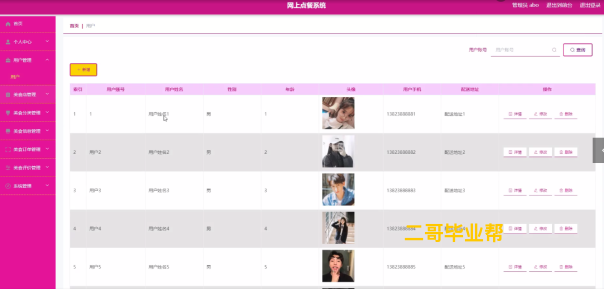 网上点餐系统
管理员 abo 退出到前台 退出登录
首页
个人中心
用户管理
用户
美食店管理
美食分类管理
美食信息管理
美食订单管理
美食评价管理
系统管理
首页 | 用户
用户账号 用户账号 查询
+ 新增
索引 用户账号 用户姓名 性别 年龄 头像 用户手机 配送地址 操作
1 1 用户姓名1 男 1 13823888881 配送地址1 详情 修改 删除
2 用户2 用户姓名2 男 2 13823888882 配送地址2 详情 修改 删除
3 用户3 用户姓名3 男 3 13823888883 配送地址3 详情 修改 删除
4 用户4 用户姓名4 男 4 13823888884 配送地址4 详情 修改 删除
二哥毕业帮
5 用户5 用户姓名5 男 5 13823888885 配送地址5 详情 修改 删除